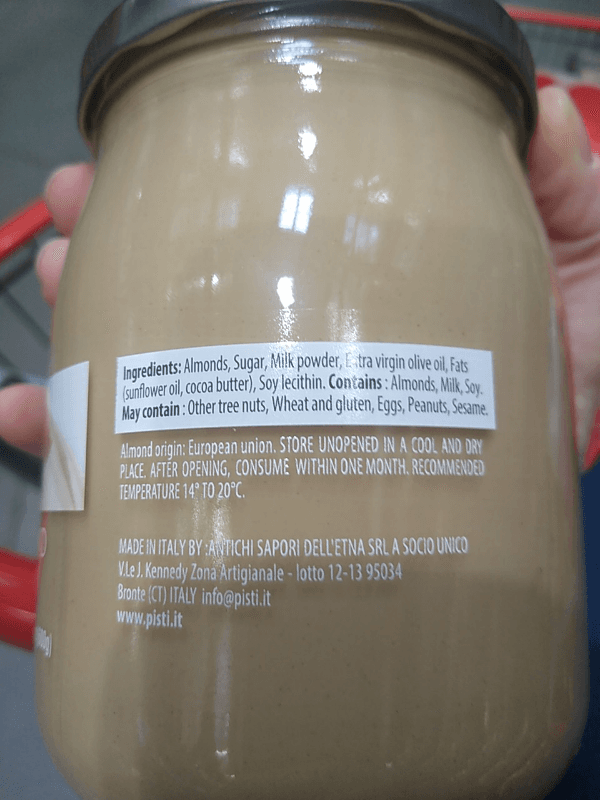 Ingredients: Almonds, Sugar, Milk powder, Extra virgin olive oil, Fats
(sunflower oil, cocoa butter), Soy lecithin. Contains : Almonds, Milk, Soy.
May contain : Other tree nuts, Wheat and gluten, Eggs, Peanuts, Sesame.
Almond origin: European union. STORE UNOPENED IN A COOL AND DRY
PLACE. AFTER OPENING, CONSUME WITHIN ONE MONTH. RECOMMENDED
TEMPERATURE 14° TO 20°C.
MADE IN ITALY BY :ANTICHI SAPORI DELL'ETNA SRL A SOCIO UNICO
V.Le J. Kennedy Zona Artigianale - lotto 12-13 95034
Bronte (CT) ITALY info@pisti.it
www.pisti.it